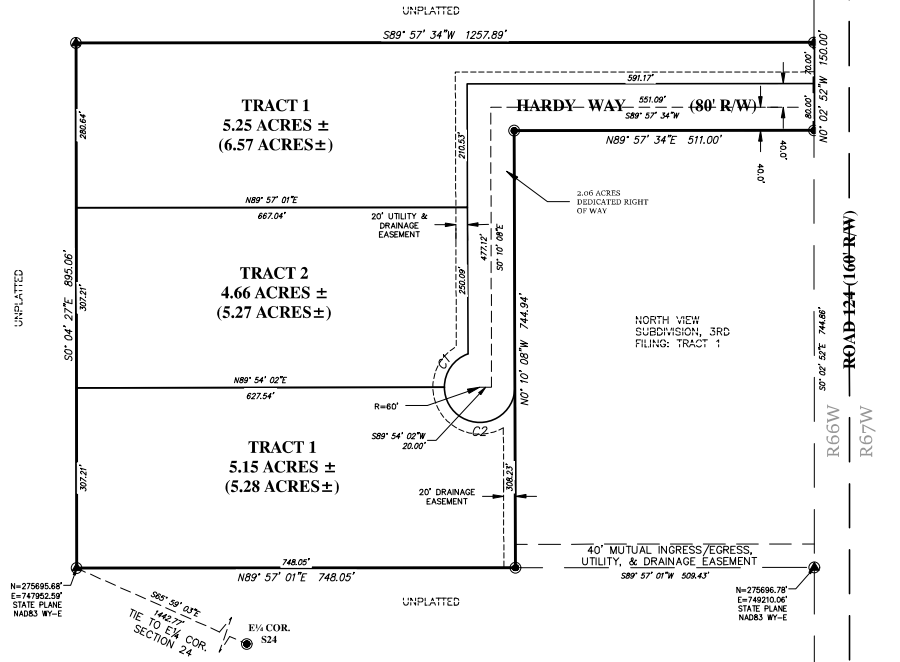 UNPLATTED
S89° 57' 34"W 1257.89'
N0° 02' 52"W 150.00'
20.00'
591.17'
551.09'
HARDY WAY (80' R/W)
S89° 57' 34"W
80.00'
N89° 57' 34"E 511.00'
40.0'
40.0'
TRACT 1
5.25 ACRES ±
(6.57 ACRES±)
280.64'
210.53'
2.06 ACRES
DEDICATED RIGHT
OF WAY
N89° 57' 01"E
667.04'
20' UTILITY &
DRAINAGE
EASEMENT
477.12'
S0° 10' 08"E
UNPLATTED
S0° 04' 27"E 895.06'
307.21'
TRACT 2
4.66 ACRES ±
(5.27 ACRES±)
250.09'
N0° 10' 08"W 744.94'
NORTH VIEW
SUBDIVISION, 3RD
FILING: TRACT 1
S0° 02' 52"E 744.86'
ROAD 124 (160' R/W)
C1
N89° 54' 02"E
627.54'
R=60'
C2
S89° 54' 02"W
20.00'
R66W
R67W
TRACT 1
5.15 ACRES ±
(5.28 ACRES±)
307.21'
308.23'
20' DRAINAGE
EASEMENT
40' MUTUAL INGRESS/EGRESS,
UTILITY, & DRAINAGE EASEMENT
S89° 57' 01"W 509.43'
748.05'
N89° 57' 01"E 748.05'
N=275695.68'
E=747952.59'
STATE PLANE
NAD83 WY-E
N=275696.78'
E=749210.06'
STATE PLANE
NAD83 WY-E
UNPLATTED
S65° 59' 03"E
1442.77'
TIE TO E¼ COR.
SECTION 24
E¼ COR.
S24